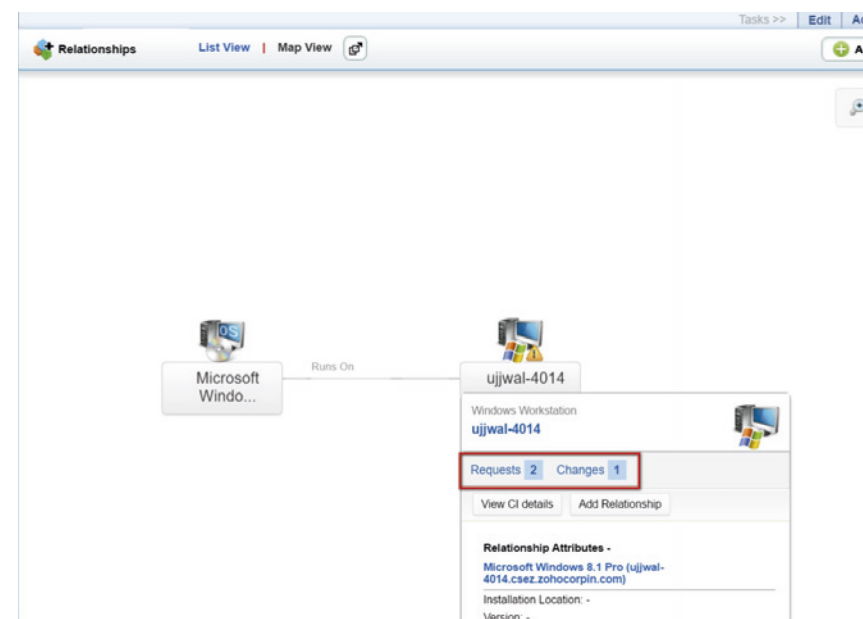 Tasks >> Edit
Relationships List View | Map View
Runs On
Microsoft
Windo...
ujjwal-4014
Windows Workstation
ujjwal-4014
Requests 2 Changes 1
View CI details Add Relationship
Relationship Attributes -
Microsoft Windows 8.1 Pro (ujjwal-
4014.csez.zohocorpin.com)
Installation Location: -
Version: -